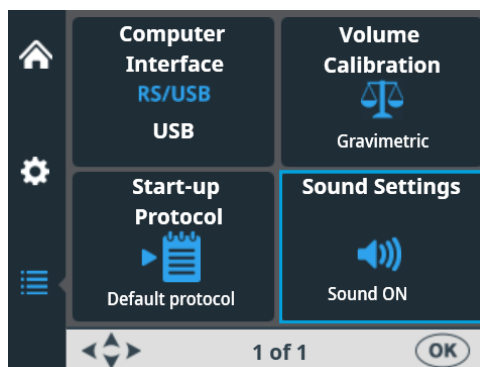 Computer
Interface
RS/USB
USB
Volume
Calibration
Gravimetric
Start-up
Protocol
Default protocol
Sound Settings
Sound ON
1 of 1
OK